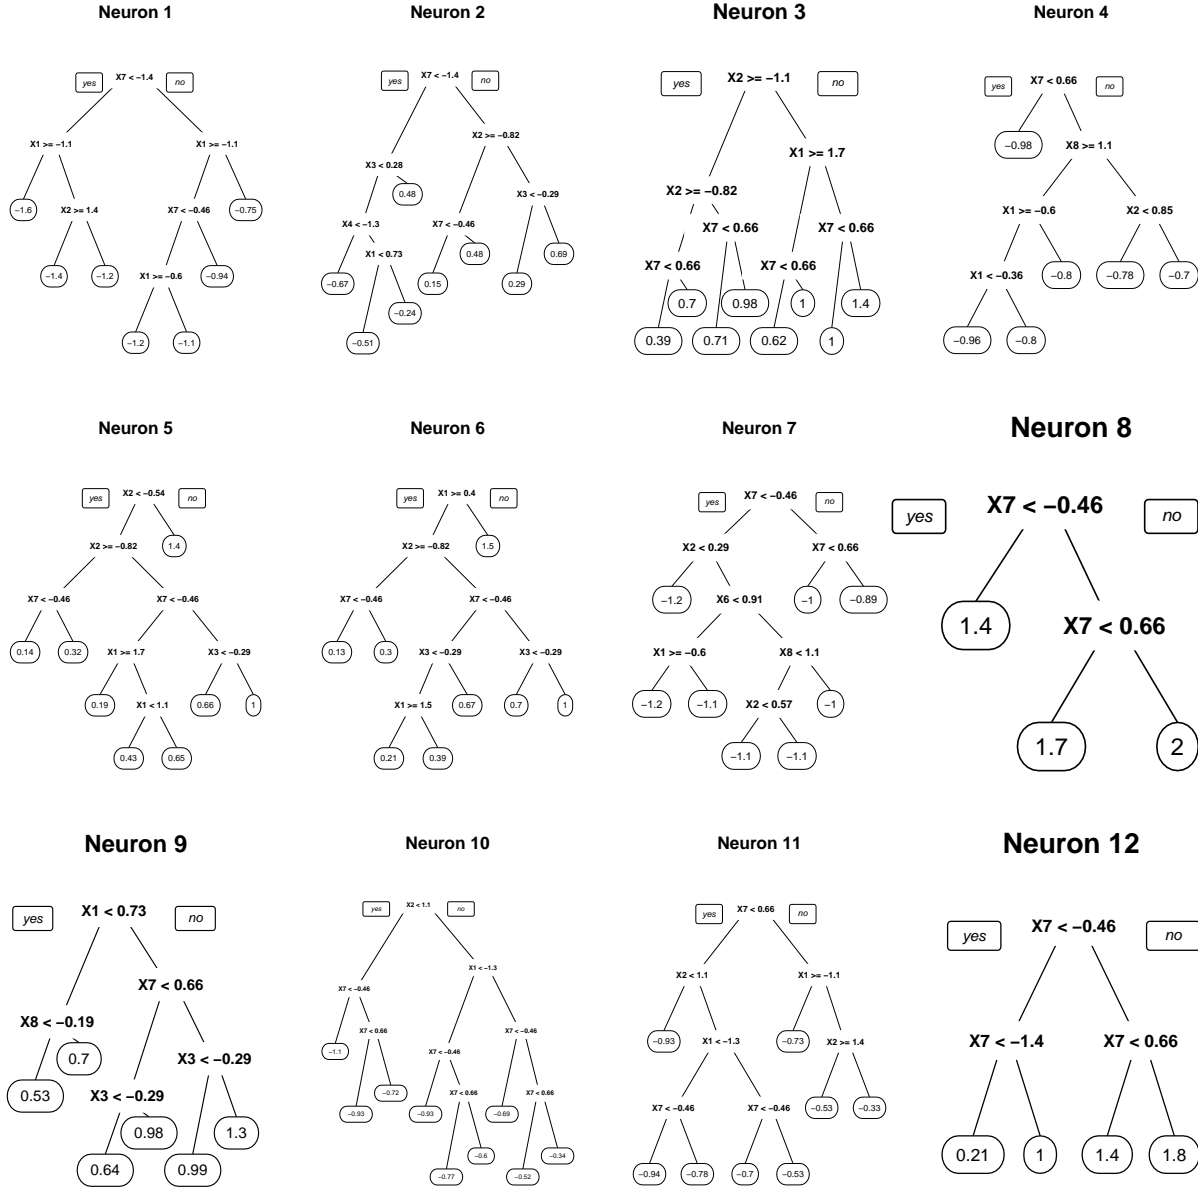 Neuron 1
Neuron 2
Neuron 3
Neuron 4
yes
X7 < −1.4
no
X1 >= −1.1
X1 >= −1.1
−1.6
X2 >= 1.4
X7 < −0.46
−0.75
−1.4
−1.2
X1 >= −0.6
−0.94
−1.2
−1.1
yes
X7 < −1.4
no
X2 >= −0.82
X3 < 0.28
0.48
X3 < −0.29
X4 < −1.3
X7 < −0.46
X1 < 0.73
0.48
0.69
−0.67
0.15
0.29
−0.24
−0.51
yes
X2 >= −1.1
no
X1 >= 1.7
X2 >= −0.82
X7 < 0.66
X7 < 0.66
X7 < 0.66
X7 < 0.66
0.7
0.98
1
1.4
0.39
0.71
0.62
1
yes
X7 < 0.66
no
−0.98
X8 >= 1.1
X1 >= −0.6
X2 < 0.85
X1 < −0.36
−0.8
−0.78
−0.7
−0.96
−0.8
Neuron 5
Neuron 6
Neuron 7
Neuron 8
yes
X2 < −0.54
no
X2 >= −0.82
1.4
X7 < −0.46
X7 < −0.46
0.14
0.32
X1 >= 1.7
X3 < −0.29
0.19
X1 < 1.1
0.66
1
0.43
0.65
yes
X1 >= 0.4
no
X2 >= −0.82
1.5
X7 < −0.46
X7 < −0.46
0.13
0.3
X3 < −0.29
X3 < −0.29
X1 >= 1.5
0.67
0.7
1
0.21
0.39
yes
X7 < −0.46
no
X2 < 0.29
X7 < 0.66
−1.2
X6 < 0.91
−1
−0.89
X1 >= −0.6
X8 < 1.1
−1.2
−1.1
X2 < 0.57
−1
−1.1
−1.1
yes
X7 < −0.46
no
1.4
X7 < 0.66
1.7
2
Neuron 9
Neuron 10
Neuron 11
Neuron 12
yes
X1 < 0.73
no
X7 < 0.66
X8 < −0.19
0.7
X3 < −0.29
0.53
X3 < −0.29
0.98
1.3
0.64
0.99
yes
X2 < 1.1
no
X1 < −1.3
X7 < −0.46
X7 < 0.66
X7 < −0.46
−1.1
X7 < −0.46
−0.72
X7 < 0.66
X7 < 0.66
−0.93
−0.93
−0.69
−0.6
−0.34
−0.77
−0.52
yes
X7 < 0.66
no
X2 < 1.1
X1 >= −1.1
−0.93
X1 < −1.3
−0.73
X2 >= 1.4
X7 < −0.46
X7 < −0.46
−0.53
−0.33
−0.94
−0.78
−0.7
−0.53
yes
X7 < −0.46
no
X7 < −1.4
X7 < 0.66
0.21
1
1.4
1.8